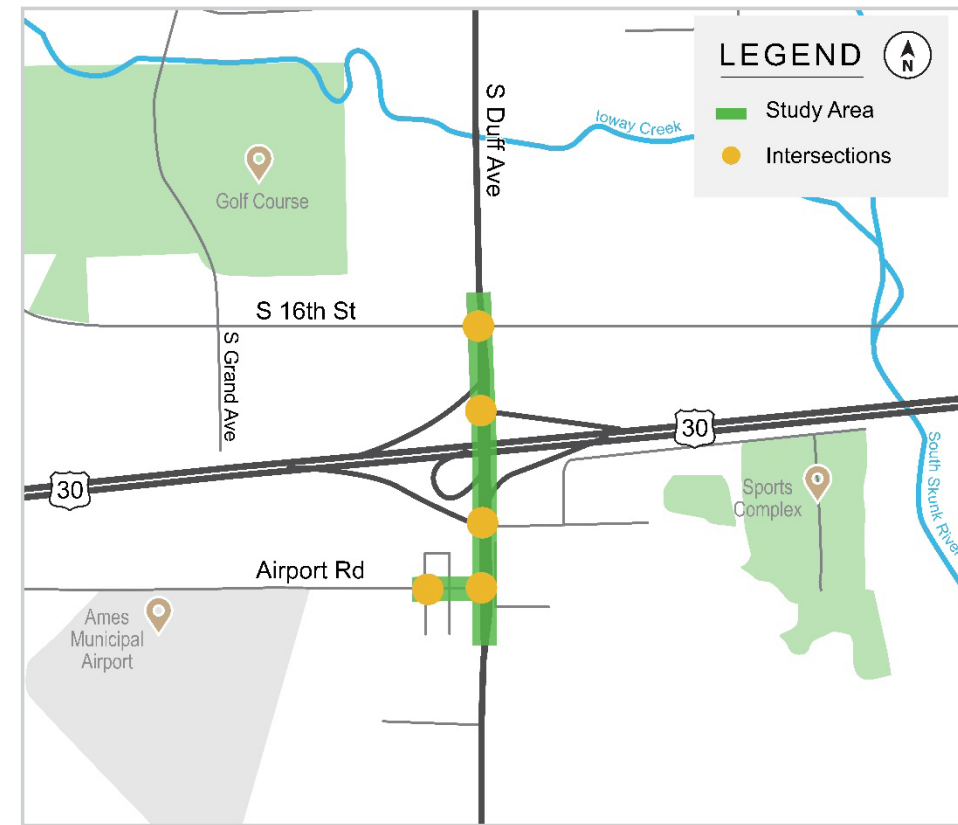 LEGEND
N
Study Area
Intersections
S Duff Ave
Ioway Creek
Golf Course
S 16th St
S Grand Ave
30
30
Sports
Complex
South Skunk River
Airport Rd
Ames
Municipal
Airport